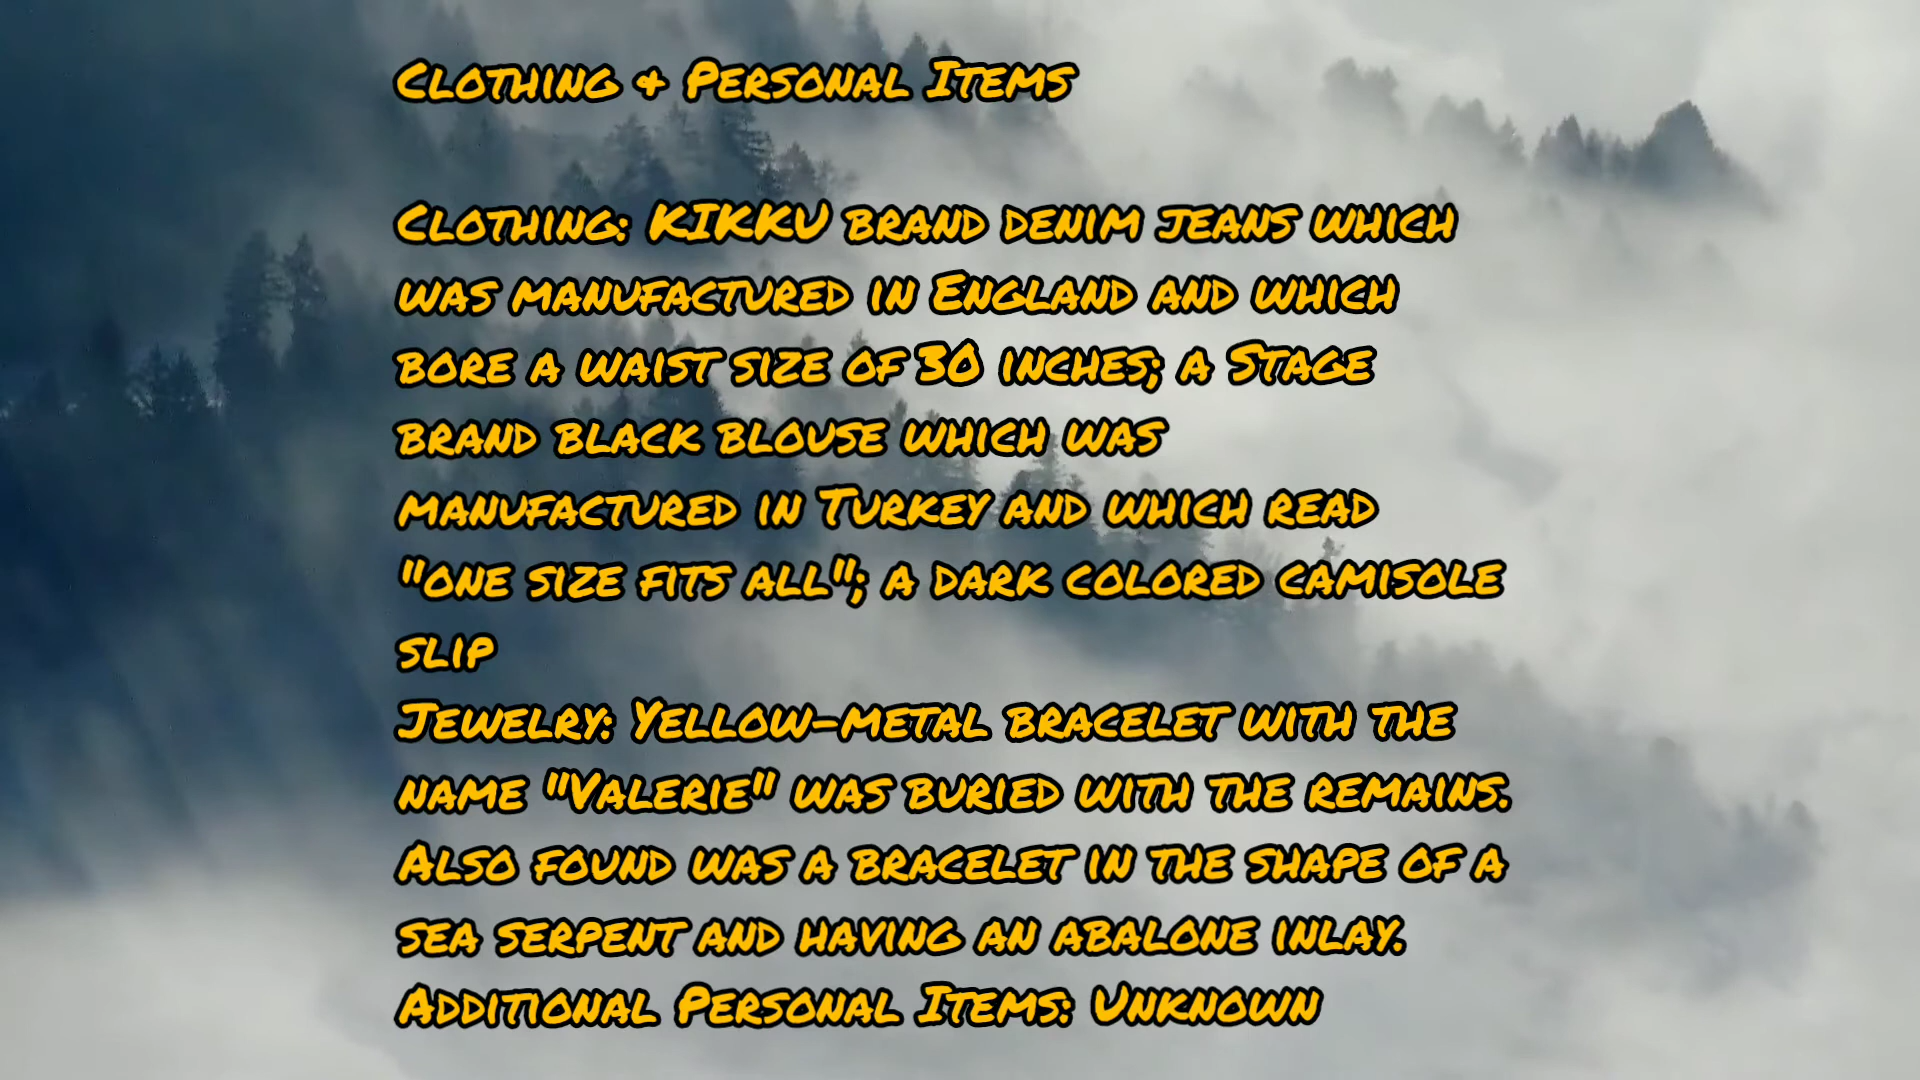 Clothing & Personal Items
Clothing: KIKKU brand denim jeans which
was manufactured in England and which
bore a waist size of 30 inches; a Stage
brand black blouse which was
manufactured in Turkey and which read
"one size fits all"; a dark colored camisole
slip
Jewelry: Yellow-metal bracelet with the
name "Valerie" was buried with the remains.
Also found was a bracelet in the shape of a
sea serpent and having an abalone inlay.
Additional Personal Items: Unknown